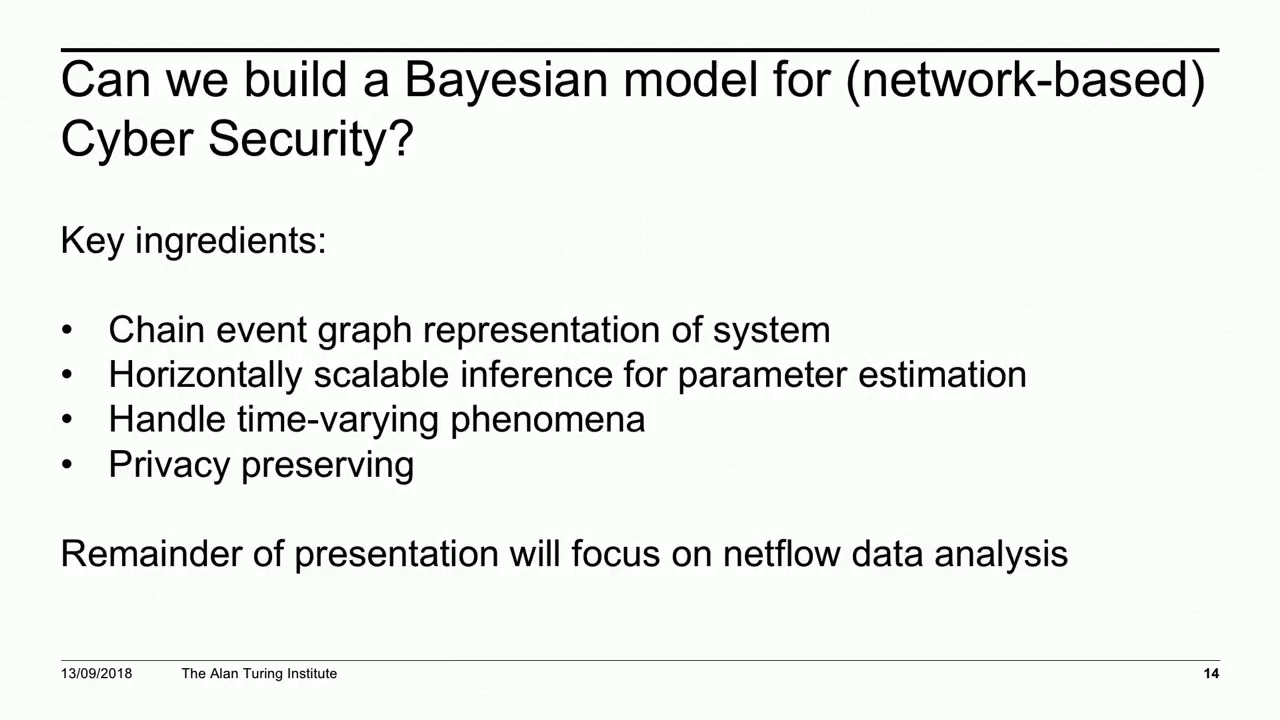 Can we build a Bayesian model for (network-based)
Cyber Security?
Key ingredients:
• Chain event graph representation of system
• Horizontally scalable inference for parameter estimation
• Handle time-varying phenomena
• Privacy preserving
Remainder of presentation will focus on netflow data analysis
13/09/2018 The Alan Turing Institute 14